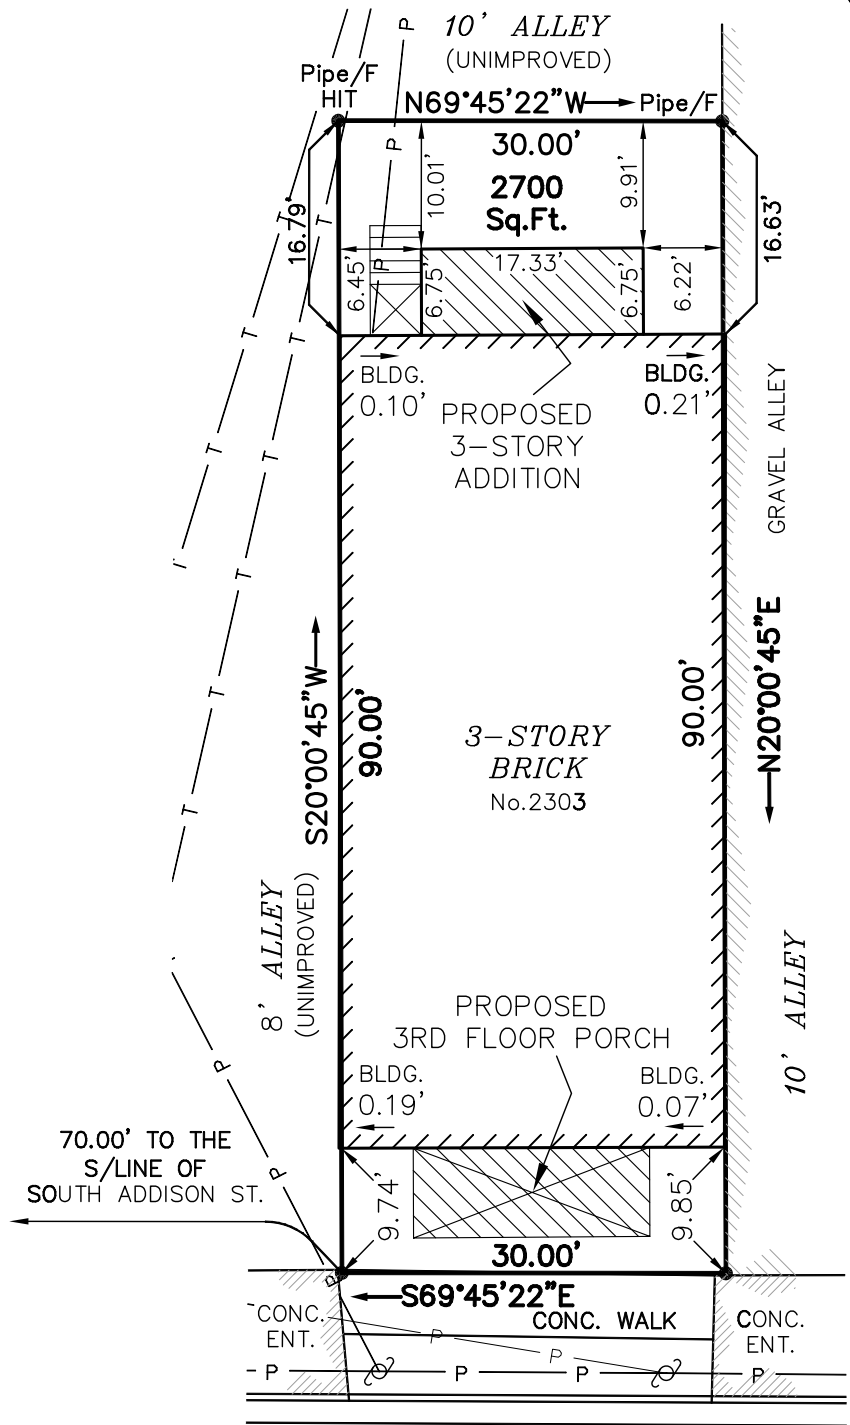 10' ALLEY
(UNIMPROVED)
Pipe/F
HIT
N69°45'22"W
Pipe/F
30.00'
2700
Sq.Ft.
10.01'
9.91'
16.79'
16.63'
6.45'
6.75'
17.33'
6.75'
6.22'
BLDG.
0.10'
BLDG.
0.21'
PROPOSED
3-STORY
ADDITION
GRAVEL ALLEY
S20°00'45"W
90.00'
90.00'
N20°00'45"E
3-STORY
BRICK
No.2303
8' ALLEY
(UNIMPROVED)
10' ALLEY
PROPOSED
3RD FLOOR PORCH
BLDG.
0.19'
BLDG.
0.07'
70.00' TO THE
S/LINE OF
SOUTH ADDISON ST.
9.74'
9.85'
30.00'
S69°45'22"E
CONC.
ENT.
CONC. WALK
CONC.
ENT.
P
P
P
P
P
P
P
P
P
P
P
P
T
T
T
T
T
T
T
T
T
T